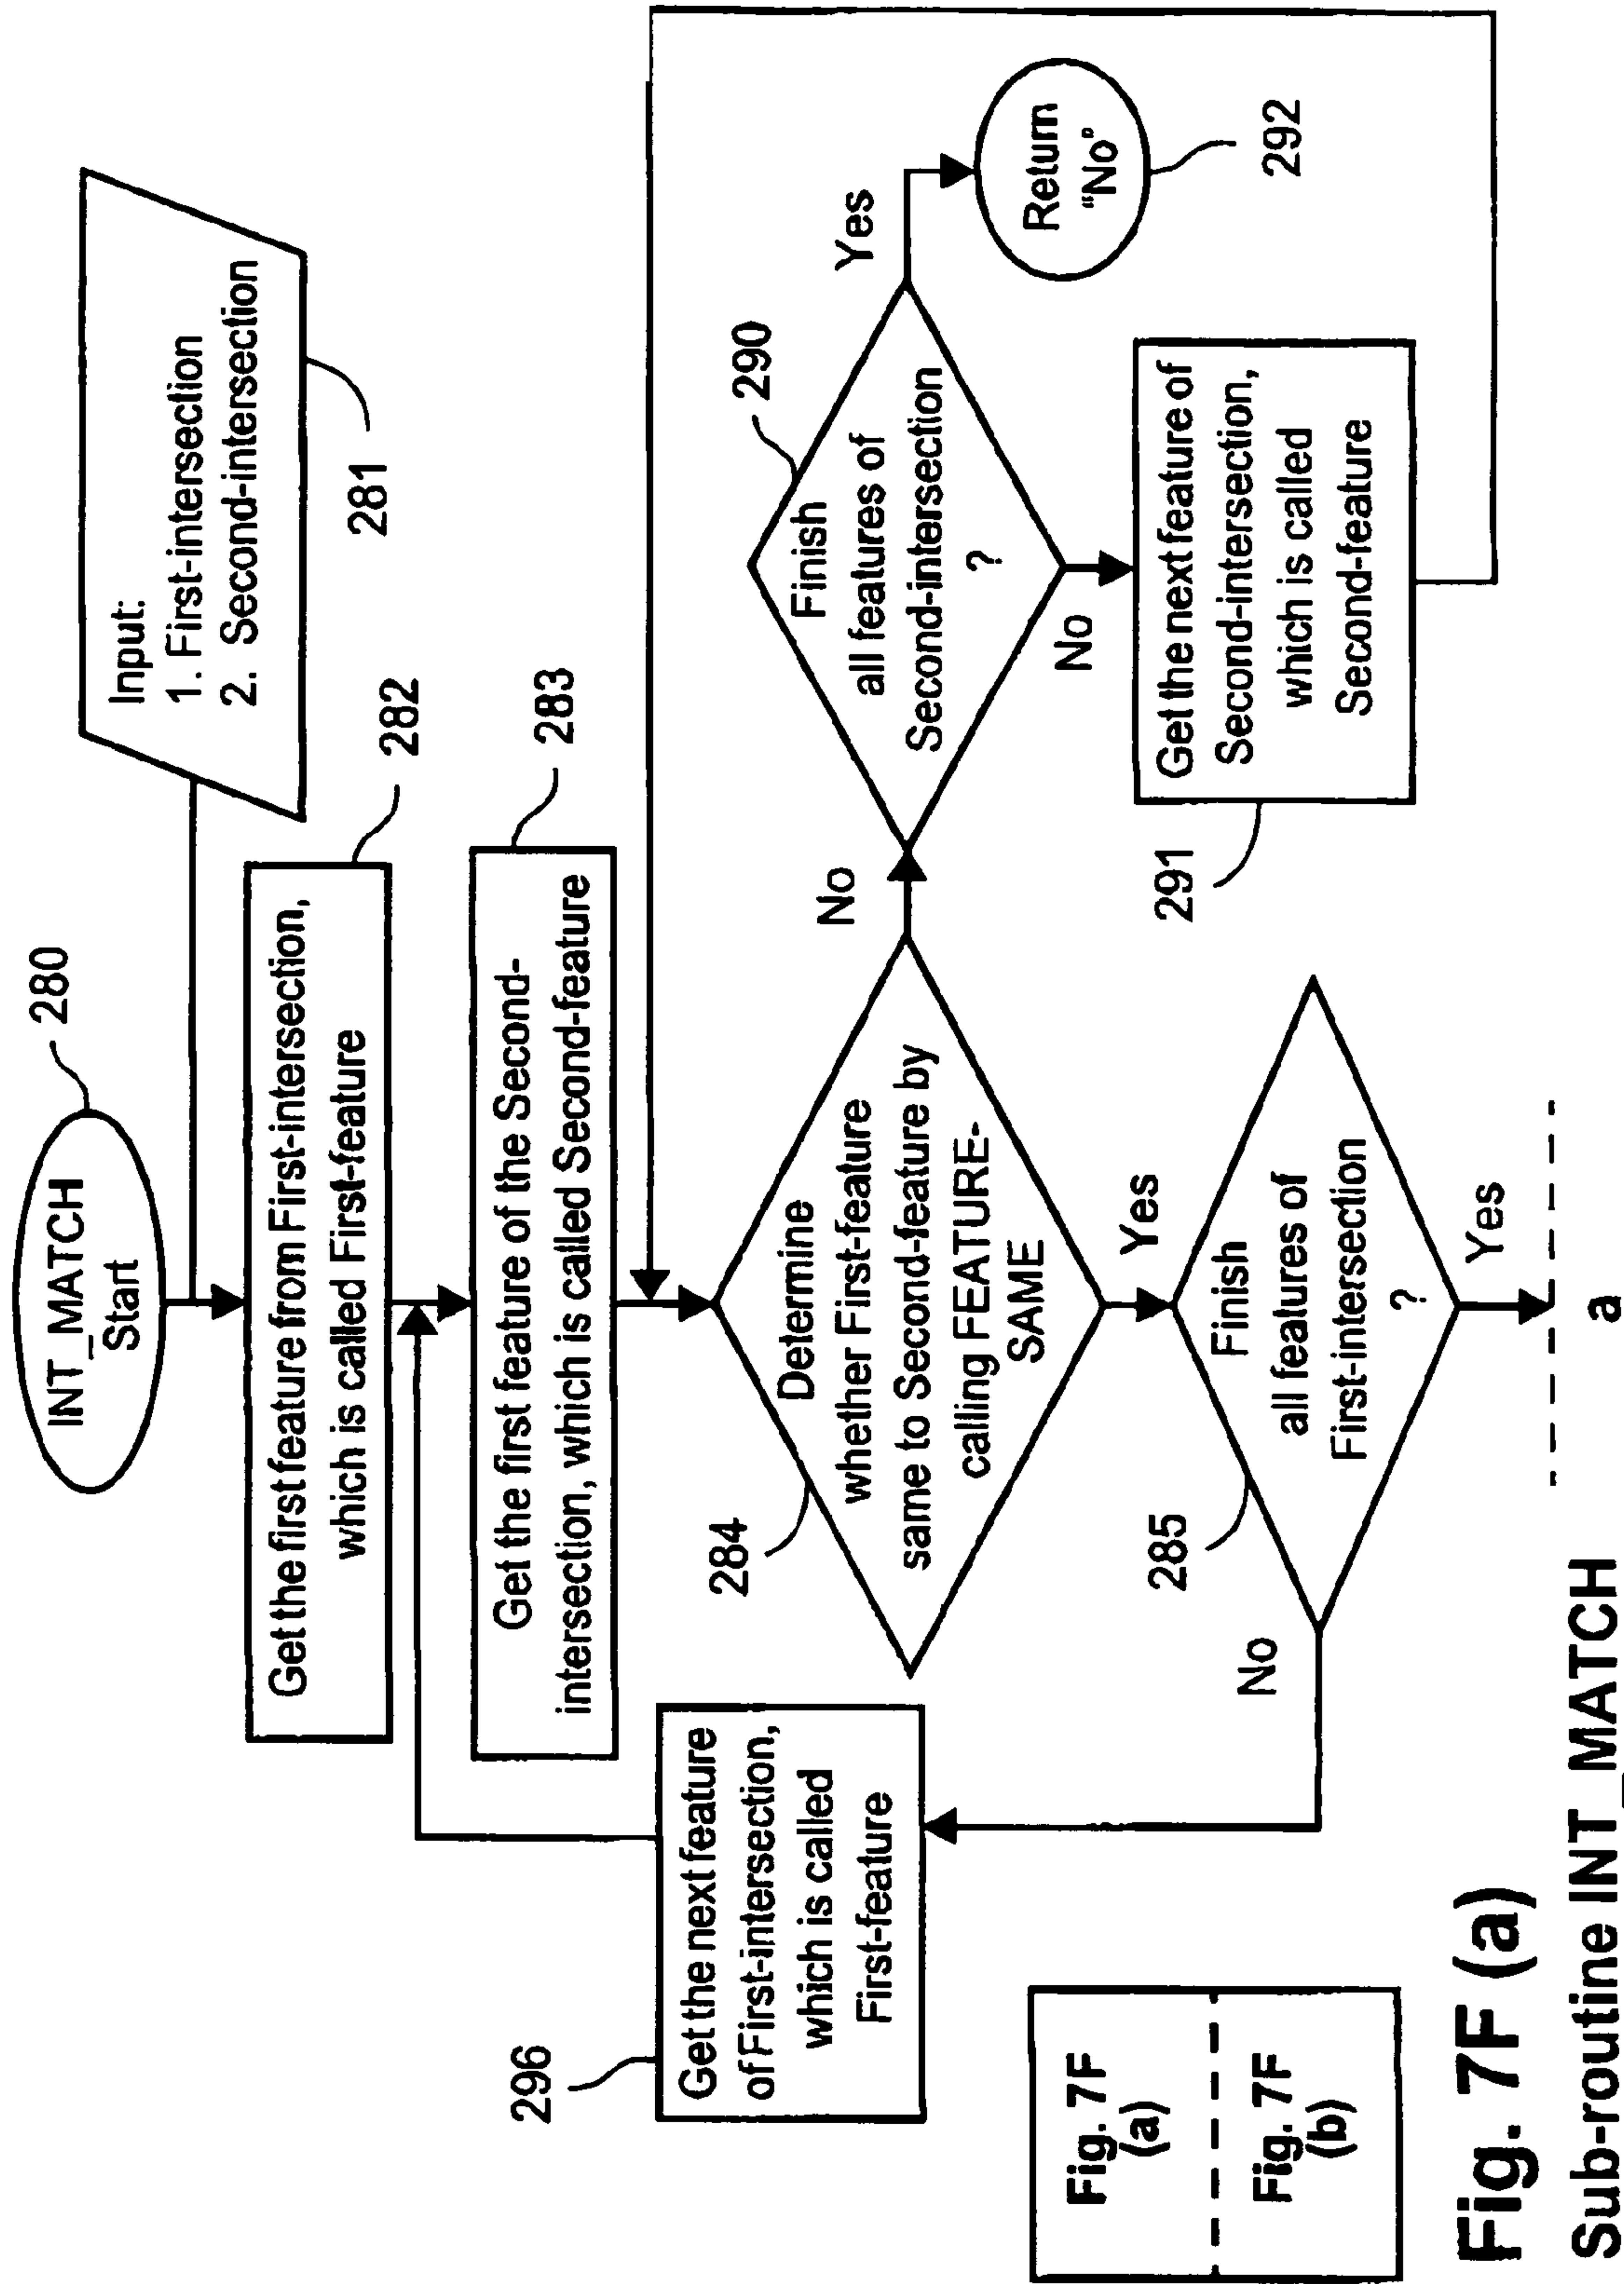 INT_MATCH
Start
280
Input:
1. First-intersection
2. Second-intersection
281
Get the first feature from First-intersection,
which is called First-feature
282
Get the first feature of the Second-
intersection, which is called Second-feature
283
Determine
whether First-feature
same to Second-feature by
calling FEATURE-
SAME
284
No
Yes
Finish
all features of
Second-intersection
?
290
Yes
Return
"No"
292
No
Get the next feature of
Second-intersection,
which is called
Second-feature
291
Finish
all features of
First-intersection
?
285
No
Yes
a
Get the next feature
of First-intersection,
which is called
First-feature
296
Fig. 7F
(a)
Fig. 7F
(b)
Fig. 7F (a)
Sub-routine INT_MATCH